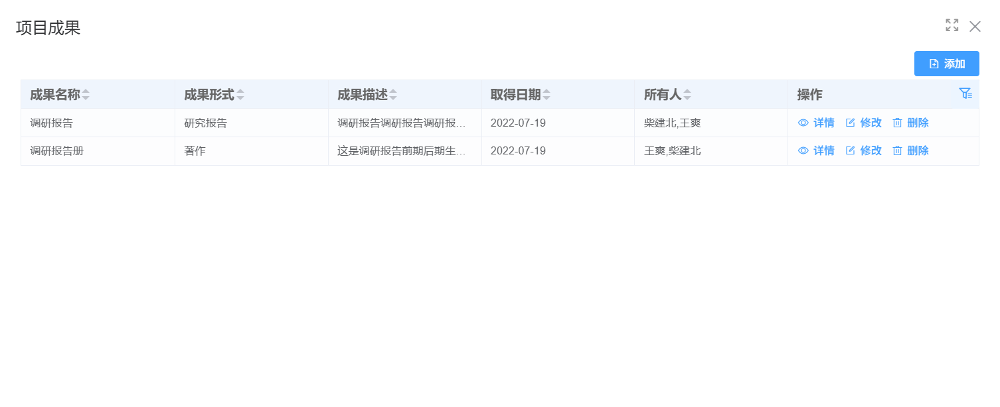 项目成果
添加
成果名称 成果形式 成果描述 取得日期 所有人 操作
调研报告 研究报告 调研报告调研报告调研报... 2022-07-19 柴建北,王爽 详情 修改 删除
调研报告册 著作 这是调研报告前期后期生... 2022-07-19 王爽,柴建北 详情 修改 删除